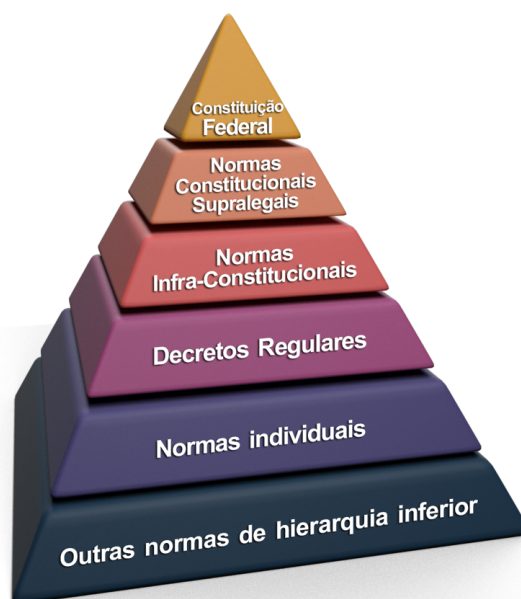 Constituição
Federal
Normas
Constitucionais
Supralegais
Normas
Infra-Constitucionais
Decretos Regulares
Normas individuais
Outras normas de hierarquia inferior